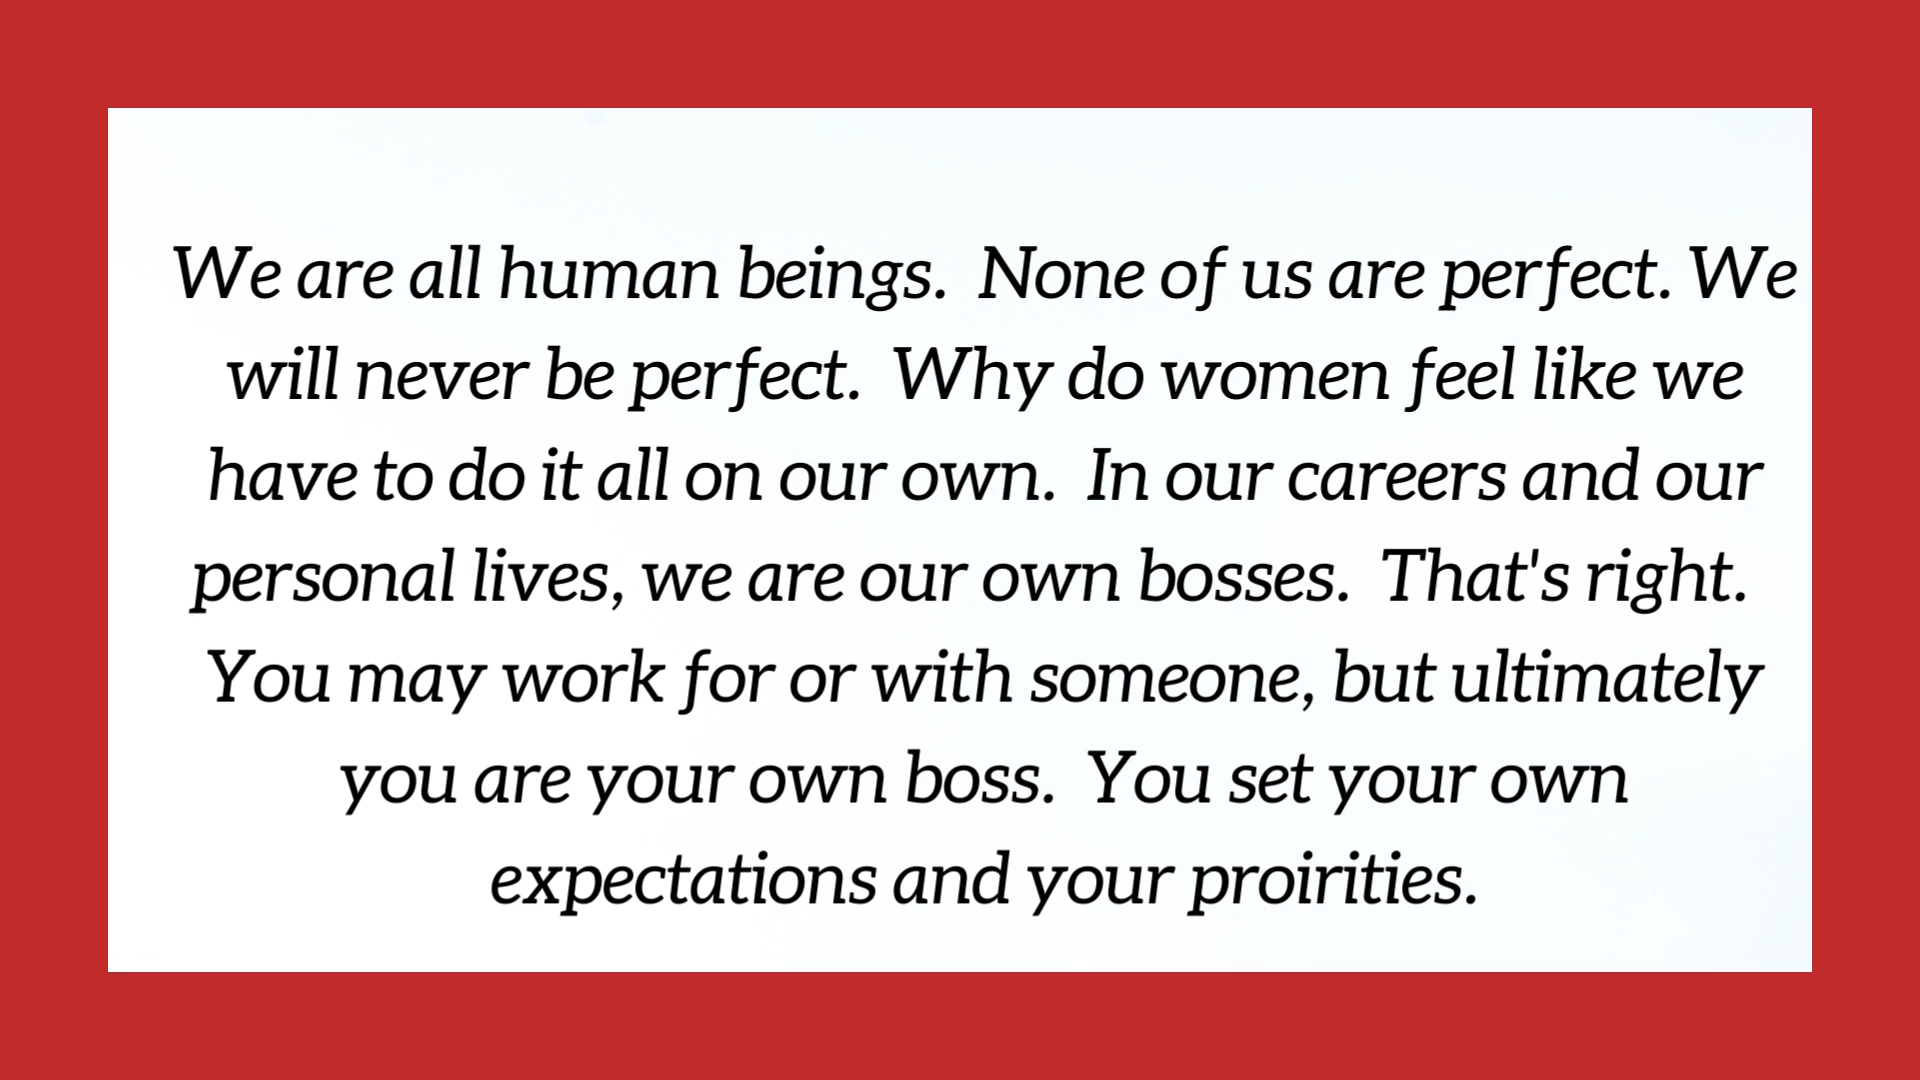 We are all human beings.  None of us are perfect. We
will never be perfect.  Why do women feel like we
have to do it all on our own.  In our careers and our
personal lives, we are our own bosses.  That's right.
You may work for or with someone, but ultimately
you are your own boss.  You set your own
expectations and your proirities.